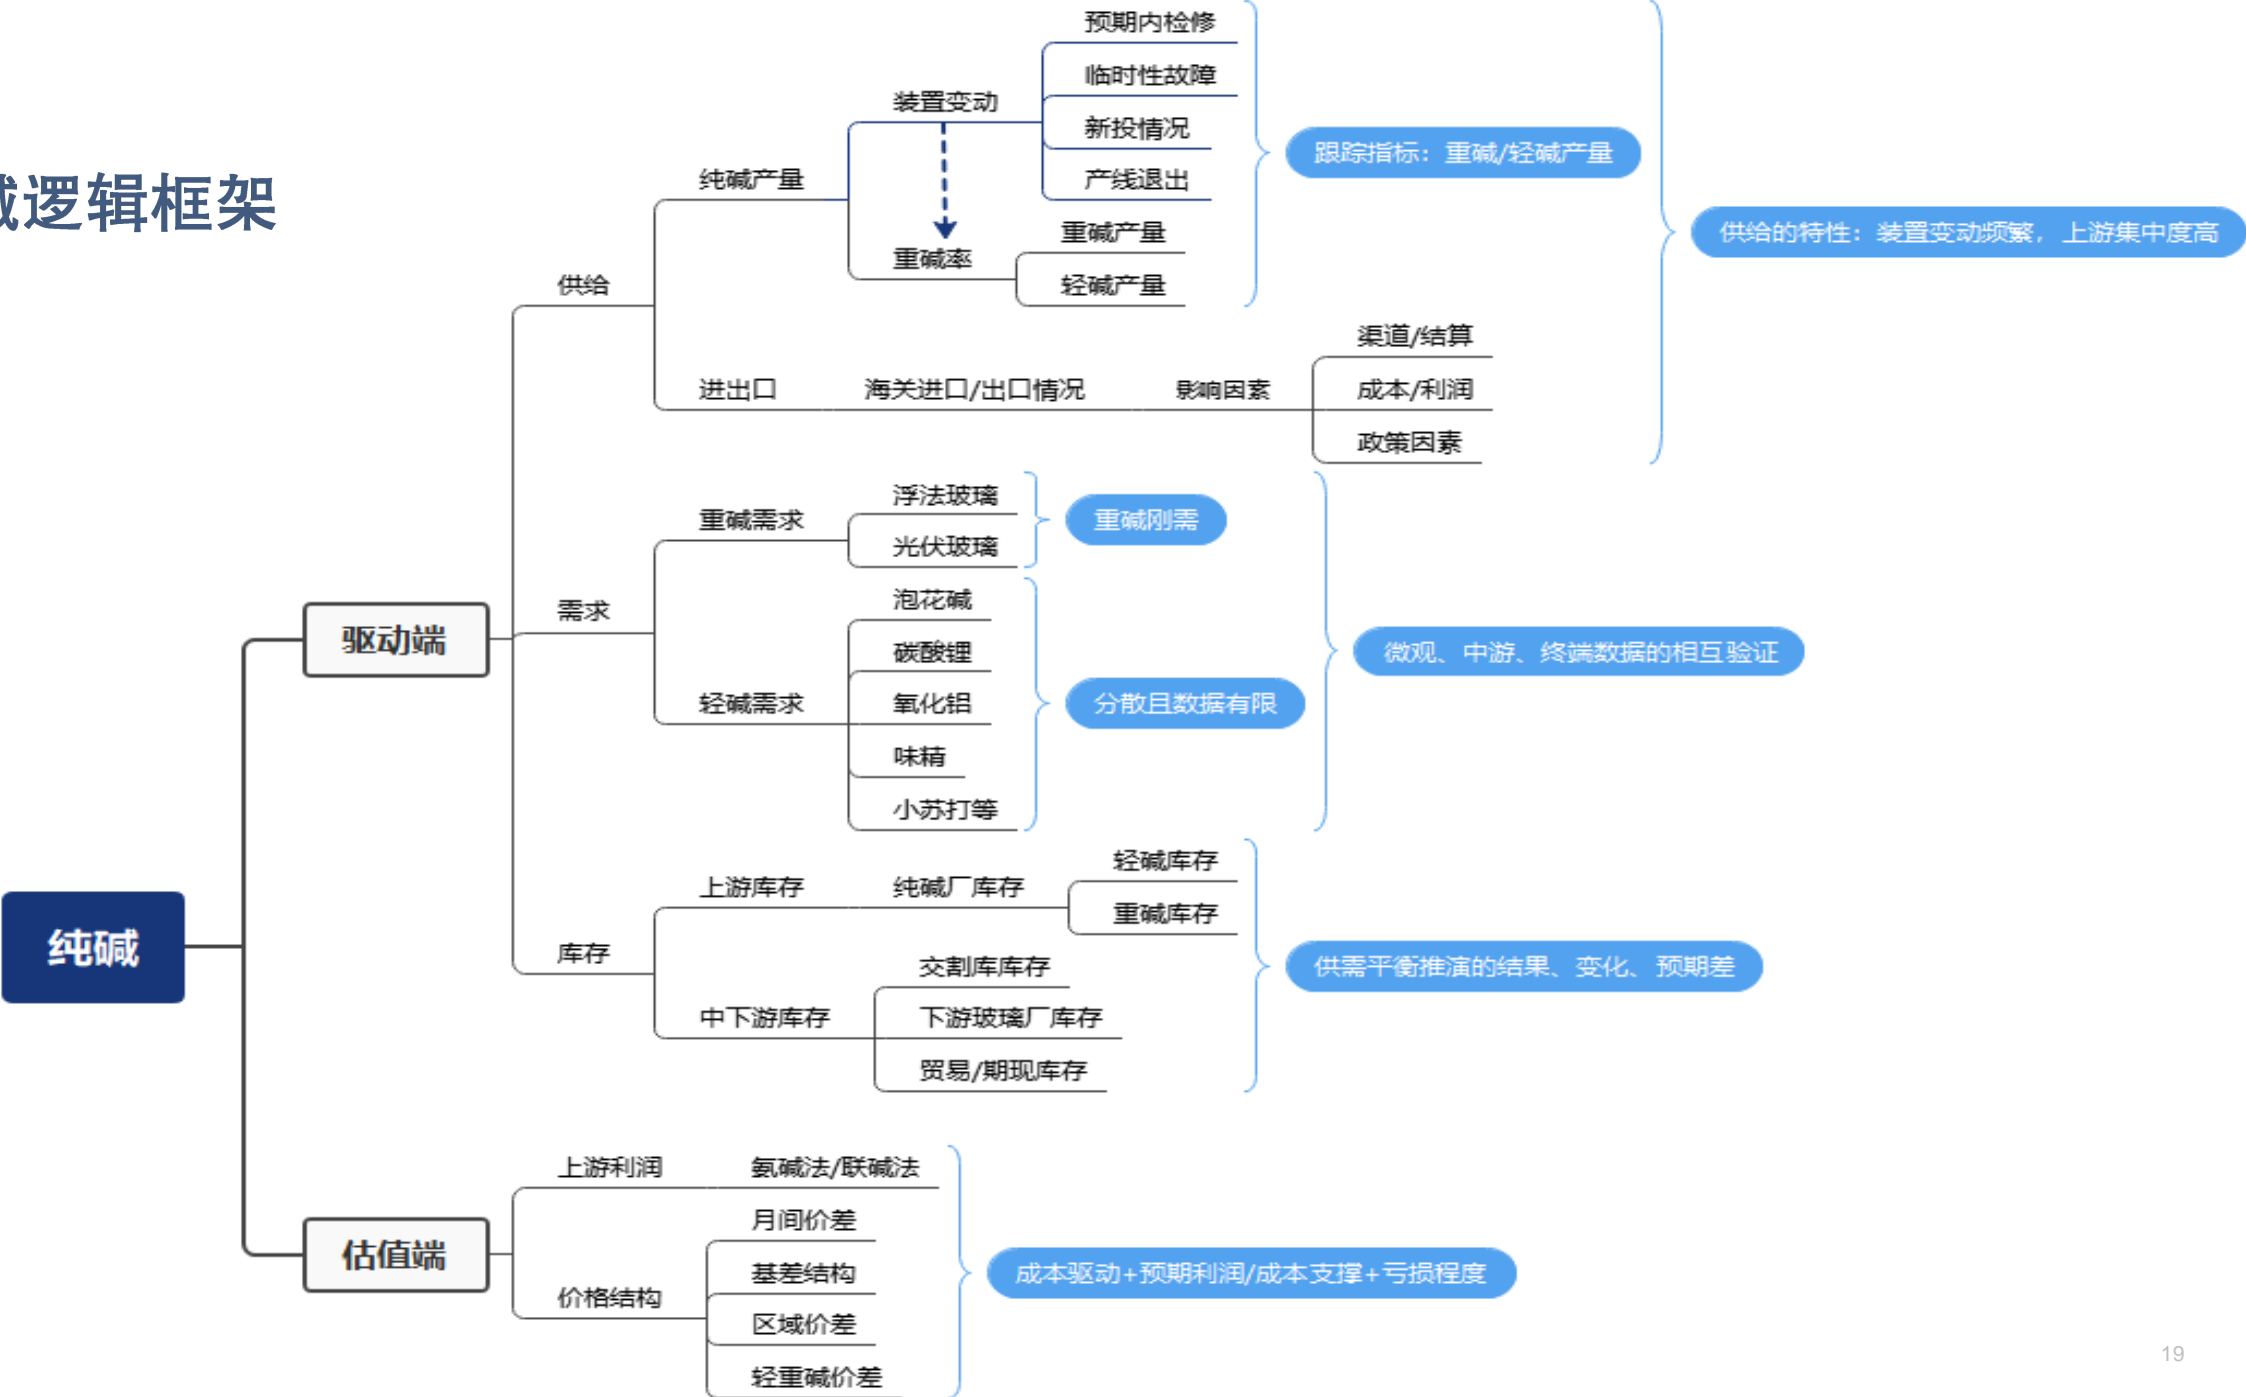 逻辑框架
纯碱
驱动端
供给
纯碱产量
装置变动
预期内检修
临时性故障
新投情况
产线退出
重碱率
重碱产量
轻碱产量
跟踪指标：重碱/轻碱产量
进出口
海关进口/出口情况
影响因素
渠道/结算
成本/利润
政策因素
供给的特性：装置变动频繁，上游集中度高
需求
重碱需求
浮法玻璃
光伏玻璃
重碱刚需
轻碱需求
泡花碱
碳酸锂
氧化铝
味精
小苏打等
分散且数据有限
微观、中游、终端数据的相互验证
库存
上游库存
纯碱厂库存
轻碱库存
重碱库存
中下游库存
交割库库存
下游玻璃厂库存
贸易/期现库存
供需平衡推演的结果、变化、预期差
估值端
上游利润
氨碱法/联碱法
价格结构
月间价差
基差结构
区域价差
轻重碱价差
成本驱动+预期利润/成本支撑+亏损程度
19